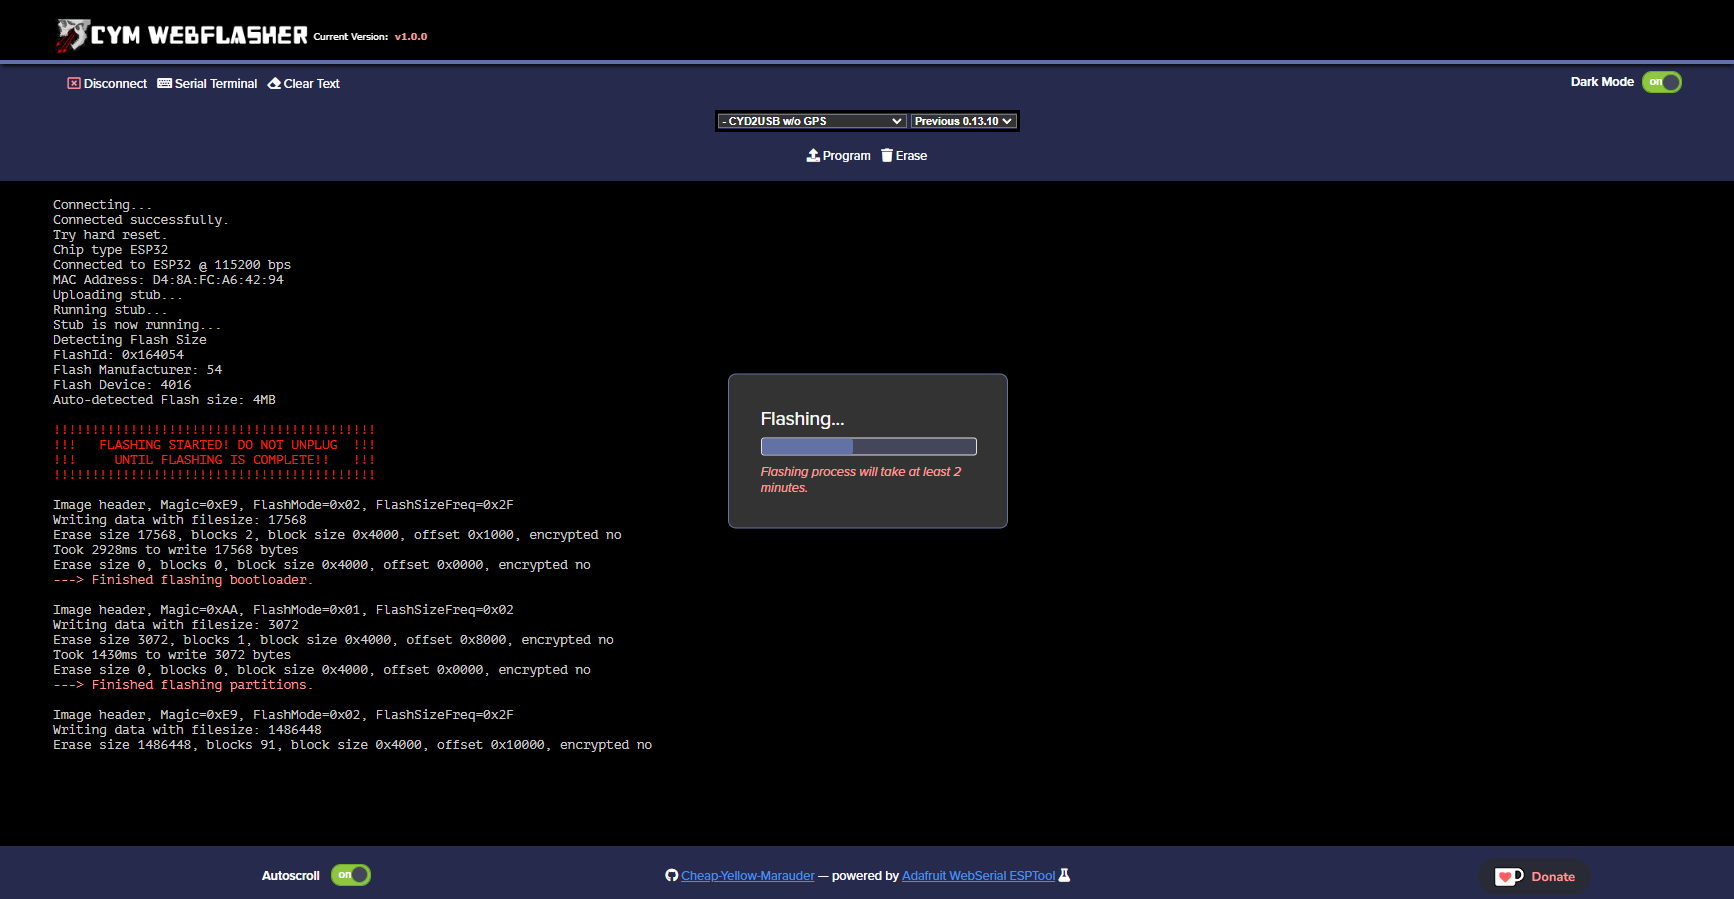 CYM WEBFLASHER Current Version: v1.0.0
Disconnect Serial Terminal Clear Text Dark Mode on
- CYD2USB w/o GPS Previous 0.13.10
Program Erase
Connecting...
Connected successfully.
Try hard reset.
Chip type ESP32
Connected to ESP32 @ 115200 bps
MAC Address: D4:8A:FC:A6:42:94
Uploading stub...
Running stub...
Stub is now running...
Detecting Flash Size
FlashId: 0x164054
Flash Manufacturer: 54
Flash Device: 4016
Auto-detected Flash size: 4MB
!!!!!!!!!!!!!!!!!!!!!!!!!!!!!!!!!!!!!!!!!!
!!!   FLASHING STARTED! DO NOT UNPLUG  !!!
!!!     UNTIL FLASHING IS COMPLETE!!   !!!
!!!!!!!!!!!!!!!!!!!!!!!!!!!!!!!!!!!!!!!!!!
Image header, Magic=0xE9, FlashMode=0x02, FlashSizeFreq=0x2F
Writing data with filesize: 17568
Erase size 17568, blocks 2, block size 0x4000, offset 0x1000, encrypted no
Took 2928ms to write 17568 bytes
Erase size 0, blocks 0, block size 0x4000, offset 0x0000, encrypted no
---> Finished flashing bootloader.
Image header, Magic=0xAA, FlashMode=0x01, FlashSizeFreq=0x02
Writing data with filesize: 3072
Erase size 3072, blocks 1, block size 0x4000, offset 0x8000, encrypted no
Took 1430ms to write 3072 bytes
Erase size 0, blocks 0, block size 0x4000, offset 0x0000, encrypted no
---> Finished flashing partitions.
Image header, Magic=0xE9, FlashMode=0x02, FlashSizeFreq=0x2F
Writing data with filesize: 1486448
Erase size 1486448, blocks 91, block size 0x4000, offset 0x10000, encrypted no
Flashing...
Flashing process will take at least 2
minutes.
Autoscroll on Cheap-Yellow-Marauder — powered by Adafruit WebSerial ESPTool Donate